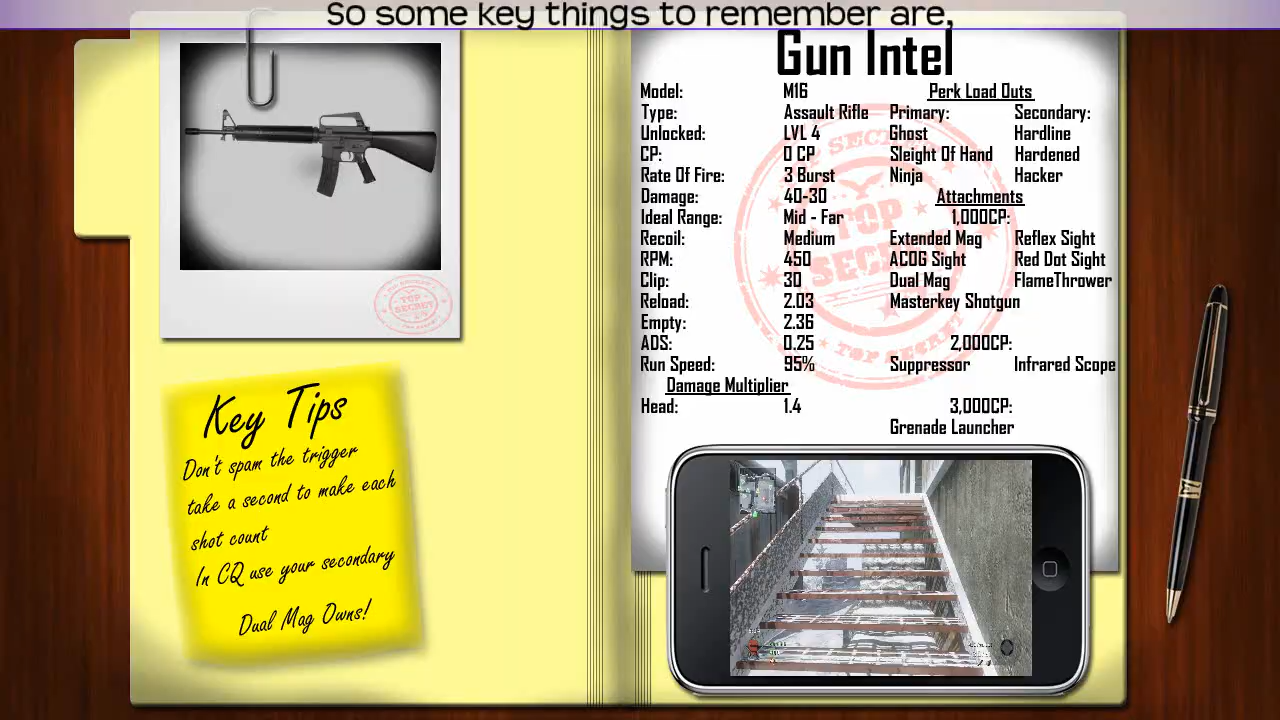 So some key things to remember are,
TOP SECRET
Key Tips
Don't spam the trigger
take a second to make each
shot count
In CQ use your secondary
Dual Mag Owns!
Gun Intel
Model: M16 Perk Load Outs
Type: Assault Rifle Primary: Secondary:
Unlocked: LVL 4 Ghost Hardline
CP: 0 CP Sleight Of Hand Hardened
Rate Of Fire: 3 Burst Ninja Hacker
Damage: 40-30 Attachments
Ideal Range: Mid - Far 1,000CP:
Recoil: Medium Extended Mag Reflex Sight
RPM: 450 ACOG Sight Red Dot Sight
Clip: 30 Dual Mag FlameThrower
Reload: 2.03 Masterkey Shotgun
Empty: 2.36
ADS: 0.25 2,000CP:
Run Speed: 95% Suppressor Infrared Scope
Damage Multiplier
Head: 1.4 3,000CP:
Grenade Launcher
TOP SECRET
TOP SECRET
TOP SECRET